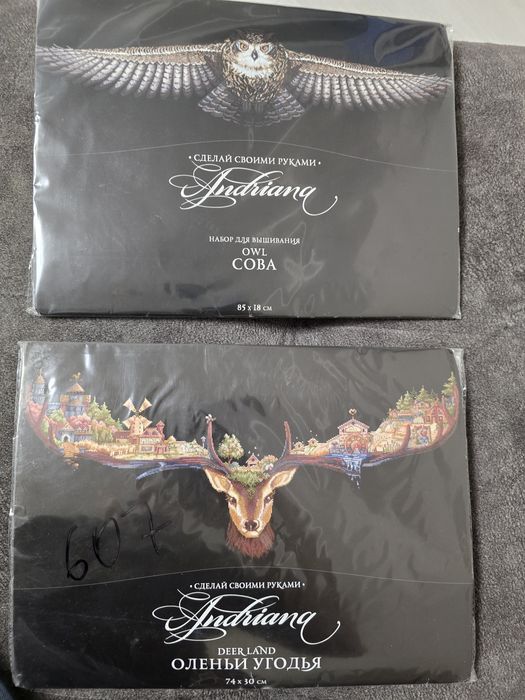 • СДЕЛАЙ СВОИМИ РУКАМИ •
Andriana
НАБОР ДЛЯ ВЫШИВАНИЯ
OWL
СОВА
85 х 18 см
607
• СДЕЛАЙ СВОИМИ РУКАМИ •
Andriana
DEER LAND
ОЛЕНЬИ УГОДЬЯ
74 х 30 см